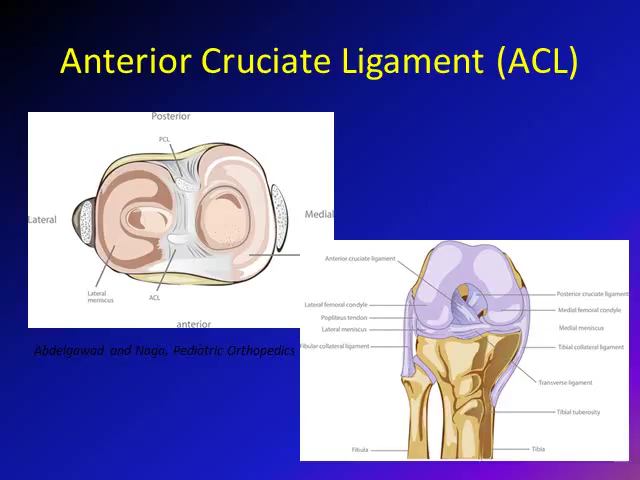 Anterior Cruciate Ligament (ACL)
Posterior
PCL
Lateral
Medial
Lateral
meniscus
ACL
anterior
Abdelgawad and Naga, Pediatric Orthopedics
Anterior cruciate ligament
Posterior cruciate ligament
Lateral femoral condyle
Medial femoral condyle
Popliteus tendon
Lateral meniscus
Medial meniscus
Fibular collateral ligament
Tibial collateral ligament
Transverse ligament
Tibial tuberosity
Fibula
Tibia